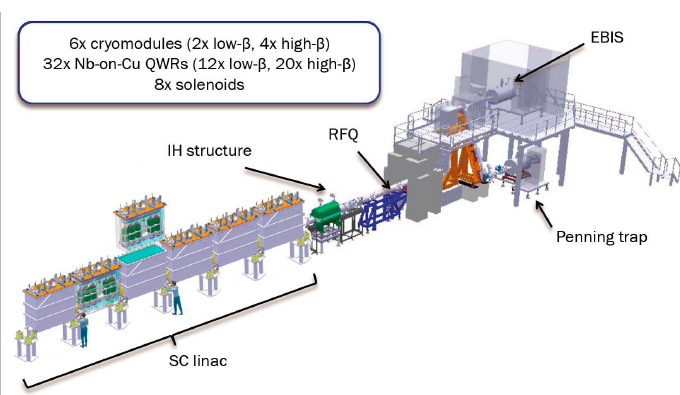 6x cryomodules (2x low-β, 4x high-β)
32x Nb-on-Cu QWRs (12x low-β, 20x high-β)
8x solenoids
EBIS
RFQ
IH structure
Penning trap
SC linac